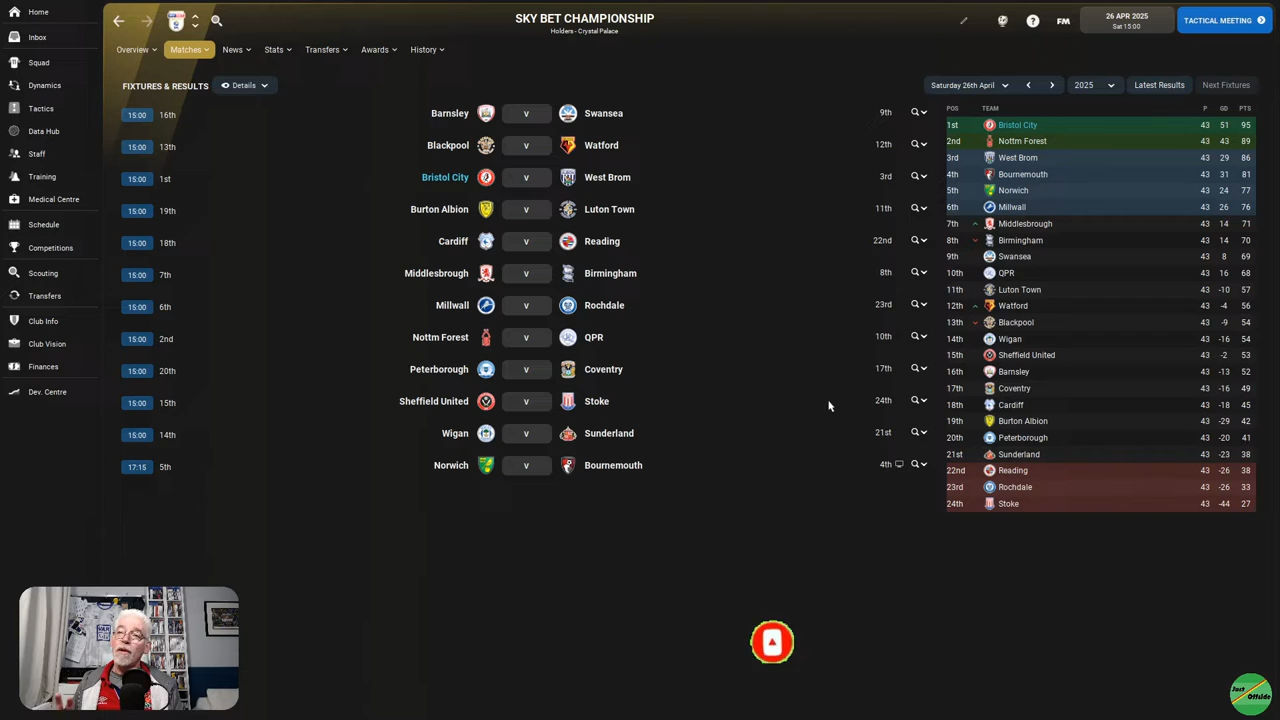 Home
Inbox
Squad
Dynamics
Tactics
Data Hub
Staff
Training
Medical Centre
Schedule
Competitions
Scouting
Transfers
Club Info
Club Vision
Finances
Dev. Centre
SKY BET CHAMPIONSHIP
Holders - Crystal Palace
FM
26 APR 2025
Sat 15:00
TACTICAL MEETING
Overview Matches News Stats Transfers Awards History
FIXTURES & RESULTS Details
Saturday 26th April 2025 Latest Results Next Fixtures
15:00 16th Barnsley v Swansea 9th
15:00 13th Blackpool v Watford 12th
15:00 1st Bristol City v West Brom 3rd
15:00 19th Burton Albion v Luton Town 11th
15:00 18th Cardiff v Reading 22nd
15:00 7th Middlesbrough v Birmingham 8th
15:00 6th Millwall v Rochdale 23rd
15:00 2nd Nottm Forest v QPR 10th
15:00 20th Peterborough v Coventry 17th
15:00 15th Sheffield United v Stoke 24th
15:00 14th Wigan v Sunderland 21st
17:15 5th Norwich v Bournemouth 4th
POS TEAM P GD PTS
1st Bristol City 43 51 95
2nd Nottm Forest 43 43 89
3rd West Brom 43 29 86
4th Bournemouth 43 31 81
5th Norwich 43 24 77
6th Millwall 43 26 76
7th Middlesbrough 43 14 71
8th Birmingham 43 14 70
9th Swansea 43 8 69
10th QPR 43 16 68
11th Luton Town 43 -10 57
12th Watford 43 -4 56
13th Blackpool 43 -9 54
14th Wigan 43 -16 54
15th Sheffield United 43 -2 53
16th Barnsley 43 -13 52
17th Coventry 43 -16 49
18th Cardiff 43 -18 45
19th Burton Albion 43 -29 42
20th Peterborough 43 -20 41
21st Sunderland 43 -23 38
22nd Reading 43 -26 38
23rd Rochdale 43 -26 33
24th Stoke 43 -44 27
Just
Offside